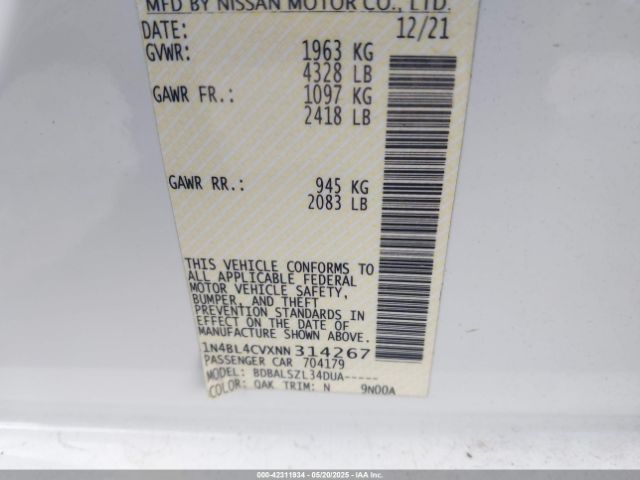 MFD BY NISSAN MOTOR CO., LTD.
DATE: 12/21
GVWR: 1963 KG
4328 LB
GAWR FR.: 1097 KG
2418 LB
GAWR RR.: 945 KG
2083 LB
THIS VEHICLE CONFORMS TO
ALL APPLICABLE FEDERAL
MOTOR VEHICLE SAFETY,
BUMPER, AND THEFT
PREVENTION STANDARDS IN
EFFECT ON THE DATE OF
MANUFACTURE SHOWN ABOVE.
1N4BL4CVXNN314267
PASSENGER CAR 704179
MODEL: BDBALSZL34DUA-----
COLOR: QAK TRIM: N 9N00A
000-42311934 — 05/20/2025 — IAAI.COM